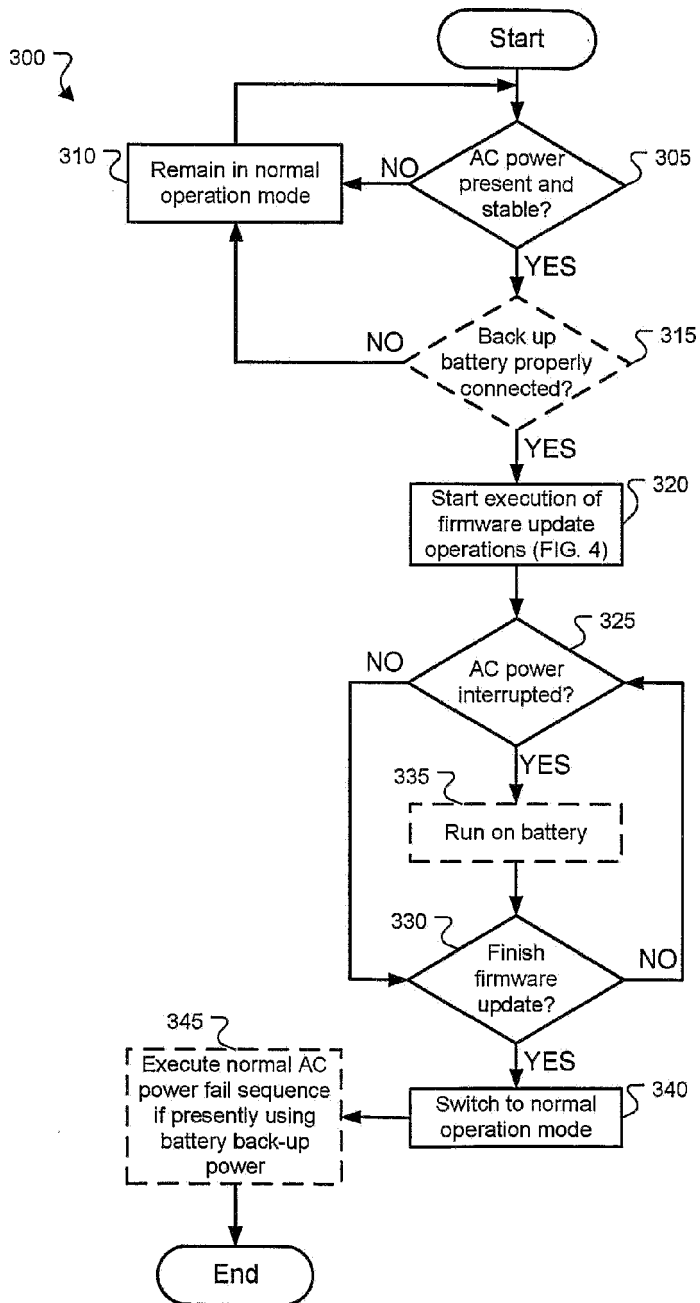 Start
300
310
Remain in normal
operation mode
NO
AC power
present and
stable?
305
YES
NO
Back up
battery properly
connected?
315
YES
Start execution of
firmware update
operations (FIG. 4)
320
325
NO
AC power
interrupted?
YES
335
Run on battery
330
Finish
firmware
update?
NO
YES
345
Execute normal AC
power fail sequence
if presently using
battery back-up
power
Switch to normal
operation mode
340
End